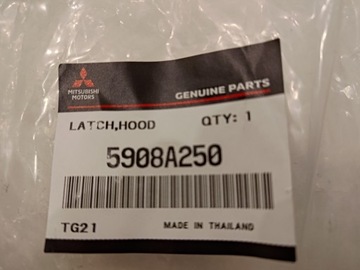 MITSUBISHI
MOTORS
GENUINE PARTS
LATCH,HOOD QTY: 1
5908A250
TG21 MADE IN THAILAND